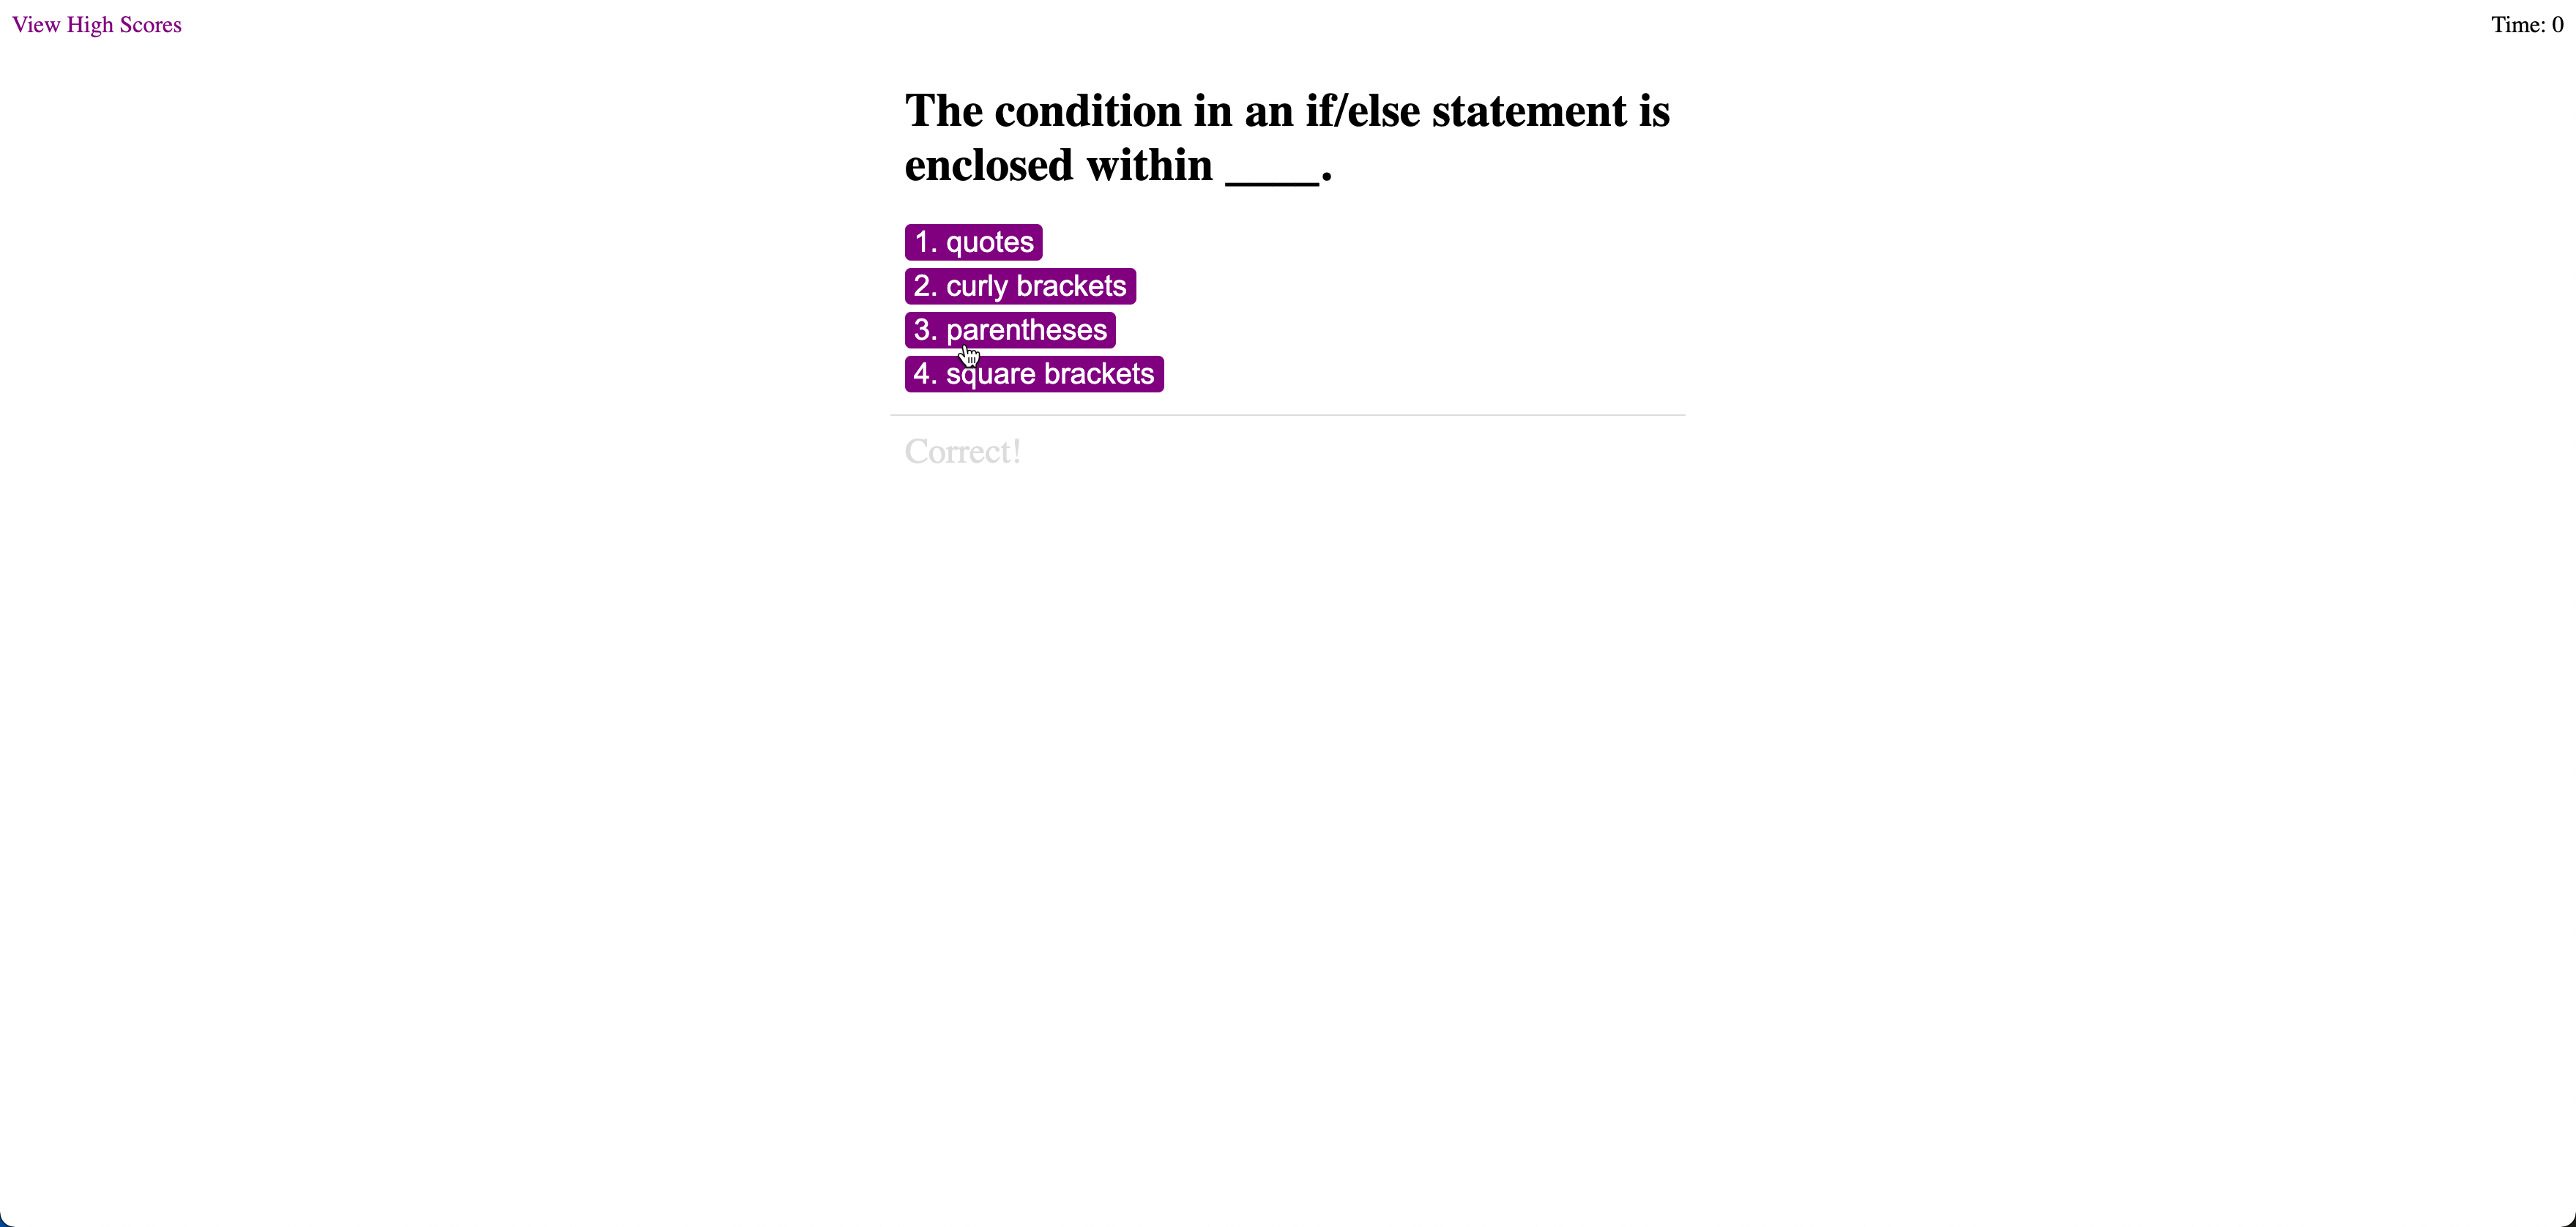 View High Scores
Time: 0
The condition in an if/else statement is
enclosed within ____.
1. quotes
2. curly brackets
3. parentheses
4. square brackets
Correct!